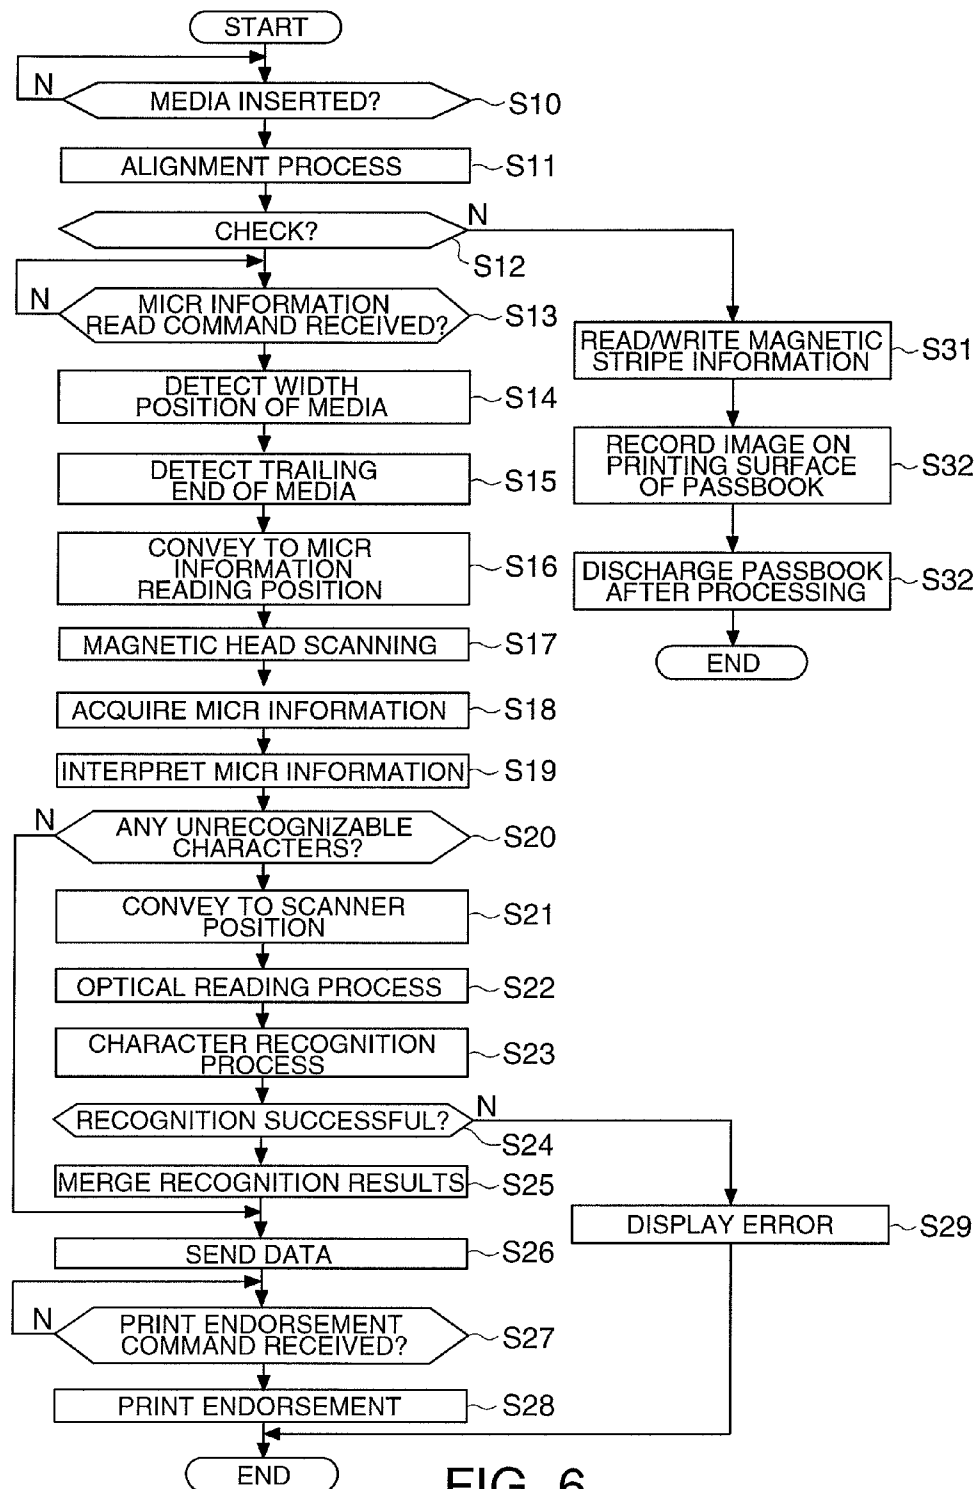 START
N
MEDIA INSERTED?
S10
ALIGNMENT PROCESS
S11
CHECK?
N
S12
N
MICR INFORMATION
READ COMMAND RECEIVED?
S13
DETECT WIDTH
POSITION OF MEDIA
S14
DETECT TRAILING
END OF MEDIA
S15
CONVEY TO MICR
INFORMATION
READING POSITION
S16
MAGNETIC HEAD SCANNING
S17
ACQUIRE MICR INFORMATION
S18
INTERPRET MICR INFORMATION
S19
N
ANY UNRECOGNIZABLE
CHARACTERS?
S20
CONVEY TO SCANNER
POSITION
S21
OPTICAL READING PROCESS
S22
CHARACTER RECOGNITION
PROCESS
S23
RECOGNITION SUCCESSFUL?
N
S24
MERGE RECOGNITION RESULTS
S25
SEND DATA
S26
N
PRINT ENDORSEMENT
COMMAND RECEIVED?
S27
PRINT ENDORSEMENT
S28
END
READ/WRITE MAGNETIC
STRIPE INFORMATION
S31
RECORD IMAGE ON
PRINTING SURFACE
OF PASSBOOK
S32
DISCHARGE PASSBOOK
AFTER PROCESSING
S32
END
DISPLAY ERROR
S29
FIG. 6